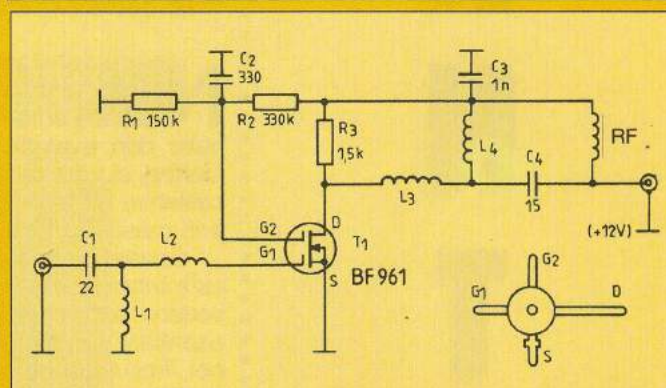 C2
330
C3
1n
R1 150k
R2 330k
R3
1,5k
L4
C4
15
RF
L3
(+12V)
C1
22
L2
L1
G2
G1
D
T1
S
BF 961
G2
G1
D
S